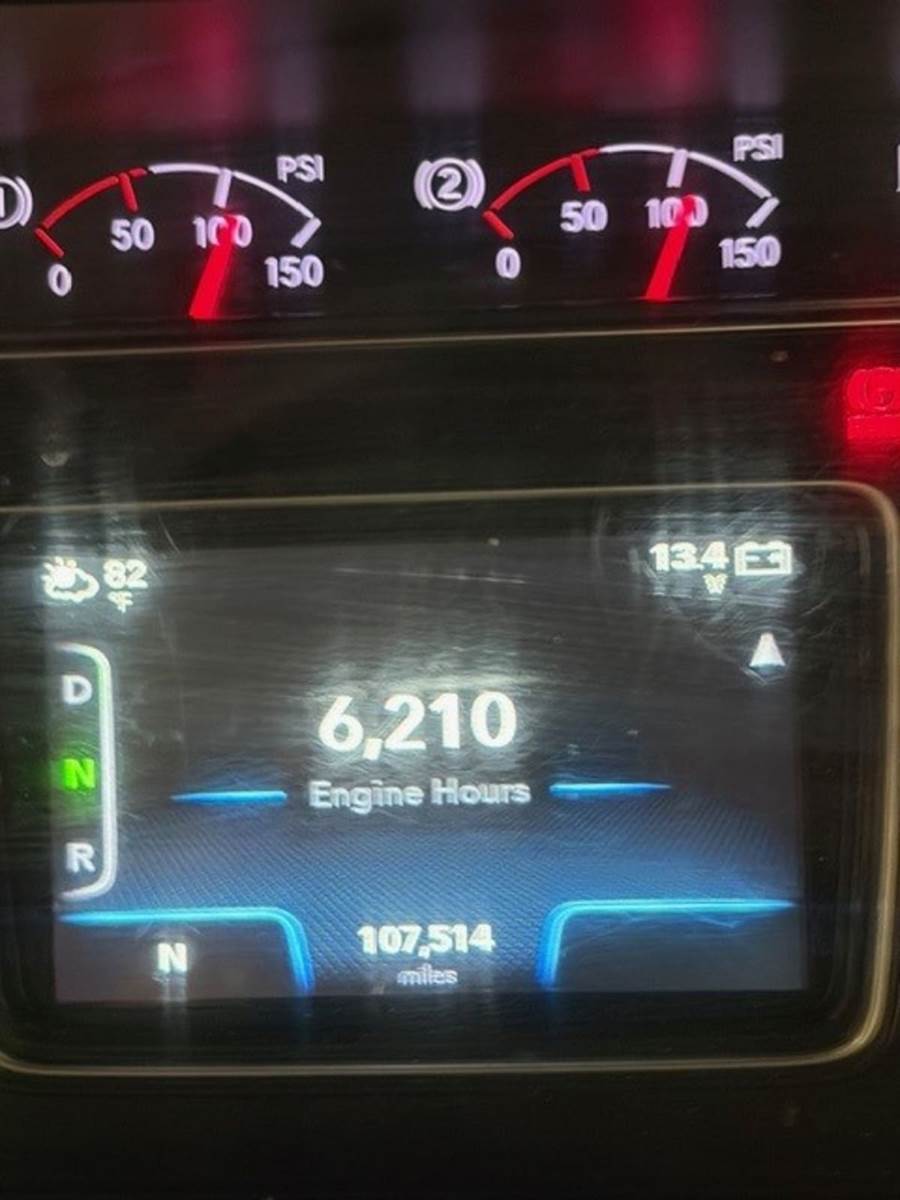 PSI
1
50
100
0
150
PSI
2
50
100
0
150
82
°F
13.4
V
D
N
R
6,210
Engine Hours
N
107,514
miles